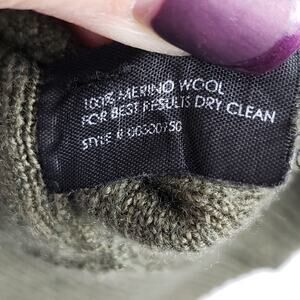 100% MERINO WOOL
FOR BEST RESULTS DRY CLEAN
STYLE # 00300750